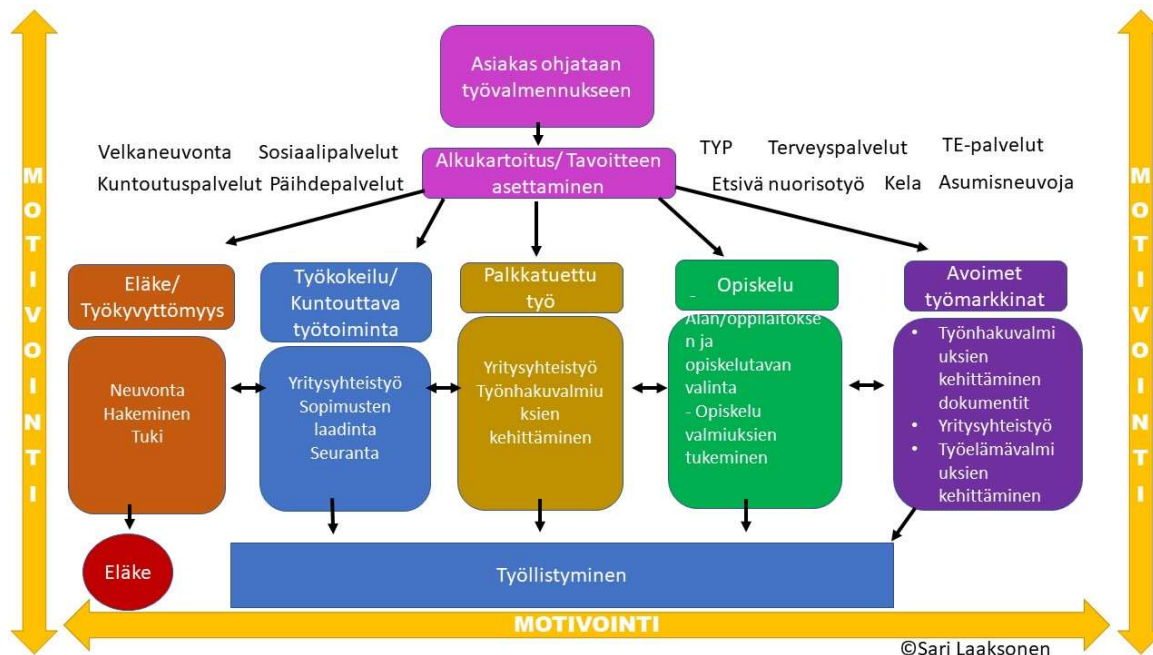 Asiakas ohjataan
työvalmennukseen
Velkaneuvonta Sosiaalipalvelut
Kuntoutuspalvelut Päihdepalvelut
Alkukartoitus/ Tavoitteen
asettaminen
TYP Terveyspalvelut TE-palvelut
Etsivä nuorisotyö Kela Asumisneuvoja
Eläke/
Työkyvyttömyys
Työkokeilu/
Kuntouttava
työtoiminta
Palkkatuettu
työ
Opiskelu
Avoimet
työmarkkinat
Neuvonta
Hakeminen
Tuki
Yritysyhteistyö
Sopimusten
laadinta
Seuranta
Yritysyhteistyö
Työnhakuvalmiu
ksien
kehittäminen
-
Alan/oppilaitokse
n ja
opiskelutavan
valinta
- Opiskelu
valmiuksien
tukeminen
• Työnhakuvalmi
uksien
kehittäminen
dokumentit
• Yritysyhteistyö
• Työelämävalmi
uksien
kehittäminen
Eläke
Työllistyminen
MOTIVOINTI
MOTIVOINTI
MOTIVOINTI
©Sari Laaksonen